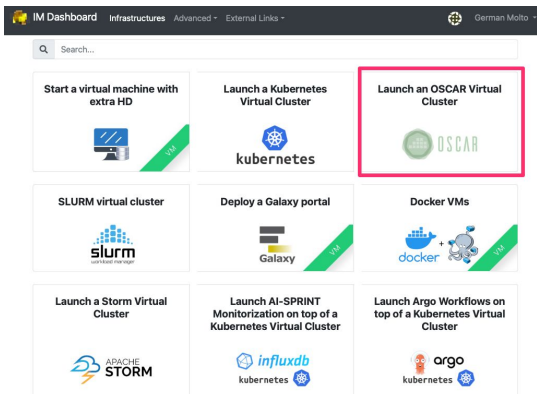 IM Dashboard Infrastructures Advanced External Links German Molto
Search...
Start a virtual machine with
extra HD
VM
Launch a Kubernetes
Virtual Cluster
kubernetes
Launch an OSCAR Virtual
Cluster
OSCAR
SLURM virtual cluster
slurm
workload manager
Deploy a Galaxy portal
Galaxy
VM
Docker VMs
docker
+
VM
Launch a Storm Virtual
Cluster
APACHE
STORM
Launch AI-SPRINT
Monitorization on top of a
Kubernetes Virtual Cluster
influxdb
kubernetes
Launch Argo Workflows on
top of a Kubernetes Virtual
Cluster
argo
kubernetes